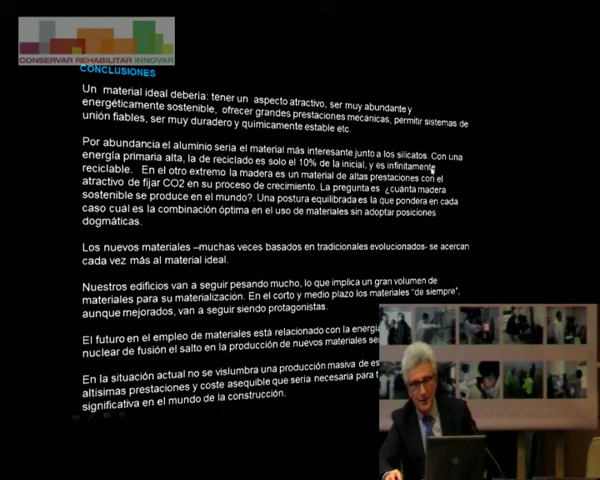 CONSERVAR REHABILITAR INNOVAR
CONCLUSIONES
Un material ideal debería: tener un aspecto atractivo, ser muy abundante y
energéticamente sostenible, ofrecer grandes prestaciones mecánicas, permitir sistemas de
unión fiables, ser muy duradero y quimicamente estable etc.
Por abundancia el aluminio seria el material más interesante junto a los silicatos. Con una
energía primaria alta, la de reciclado es solo el 10% de la inicial, y es infinitamente
reciclable. En el otro extremo la madera es un material de altas prestaciones con el
atractivo de fijar CO2 en su proceso de crecimiento. La pregunta es ¿cuánta madera
sostenible se produce en el mundo?. Una postura equilibrada es la que pondera en cada
caso cuál es la combinación óptima en el uso de materiales sin adoptar posiciones
dogmáticas.
Los nuevos materiales –muchas veces basados en tradicionales evolucionados- se acercan
cada vez más al material ideal.
Nuestros edificios van a seguir pesando mucho, lo que implica un gran volumen de
materiales para su materialización. En el corto y medio plazo los materiales “de siempre”,
aunque mejorados, van a seguir siendo protagonistas.
El futuro en el empleo de materiales está relacionado con la energía
nuclear de fusión el salto en la producción de nuevos materiales
En la situación actual no se vislumbra una producción masiva de
altísimas prestaciones y coste asequible que seria necesaria para
significativa en el mundo de la construcción.